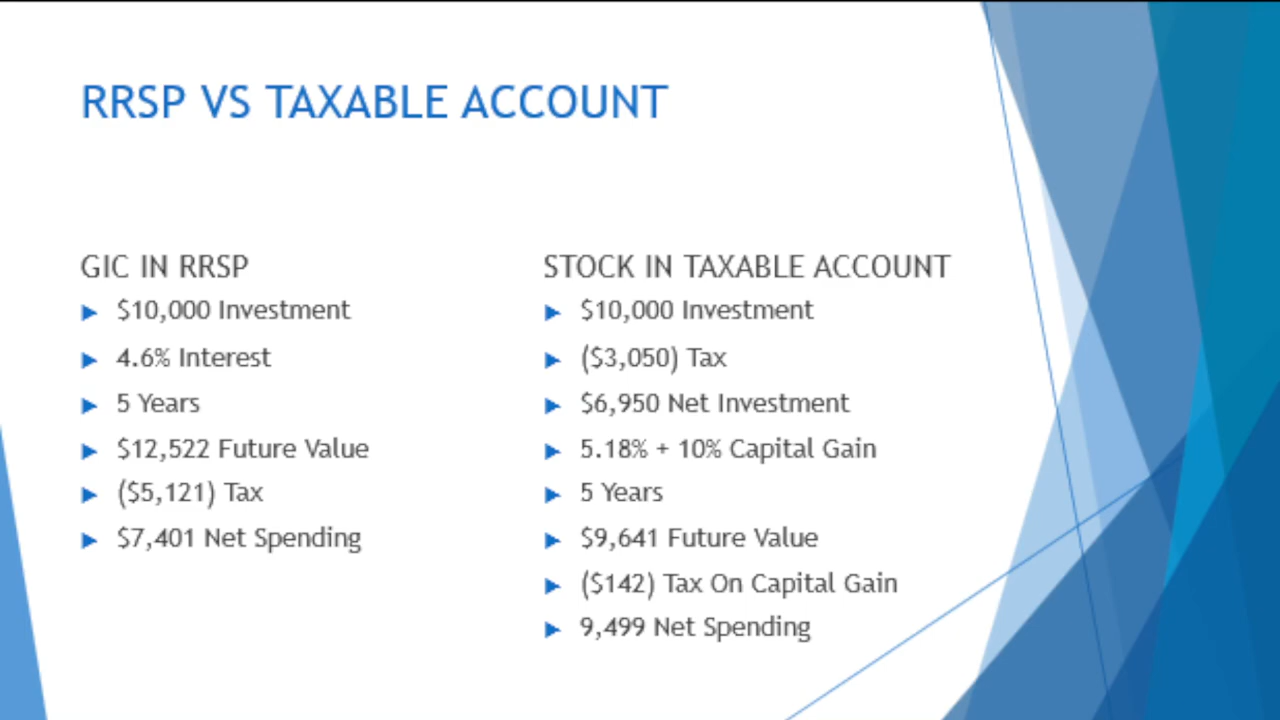 RRSP VS TAXABLE ACCOUNT
GIC IN RRSP
$10,000 Investment
4.6% Interest
5 Years
$12,522 Future Value
($5,121) Tax
$7,401 Net Spending
STOCK IN TAXABLE ACCOUNT
$10,000 Investment
($3,050) Tax
$6,950 Net Investment
5.18% + 10% Capital Gain
5 Years
$9,641 Future Value
($142) Tax On Capital Gain
9,499 Net Spending